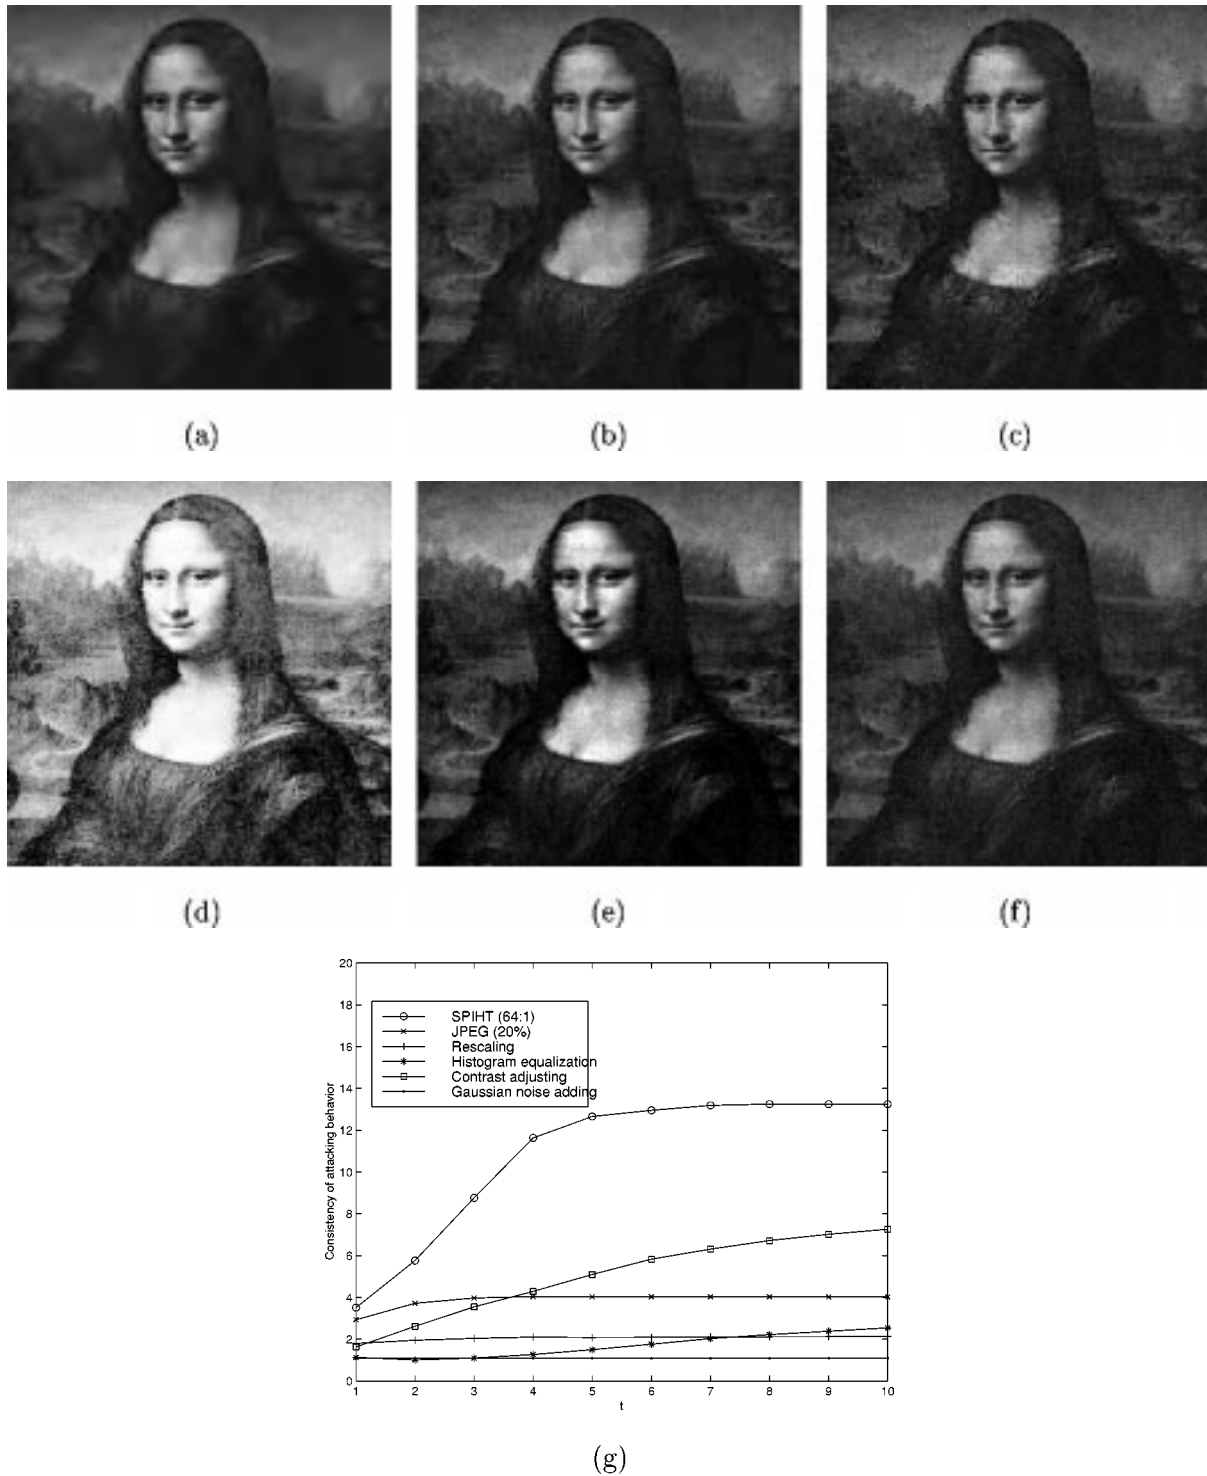 (a)
(b)
(c)
(d)
(e)
(f)
20
18
16
14
12
10
8
6
4
2
0
Consistency of attacking behavior
SPIHT (64:1)
JPEG (20%)
Rescaling
Histogram equalization
Contrast adjusting
Gaussian noise adding
1 2 3 4 5 6 7 8 9 10
t
(g)